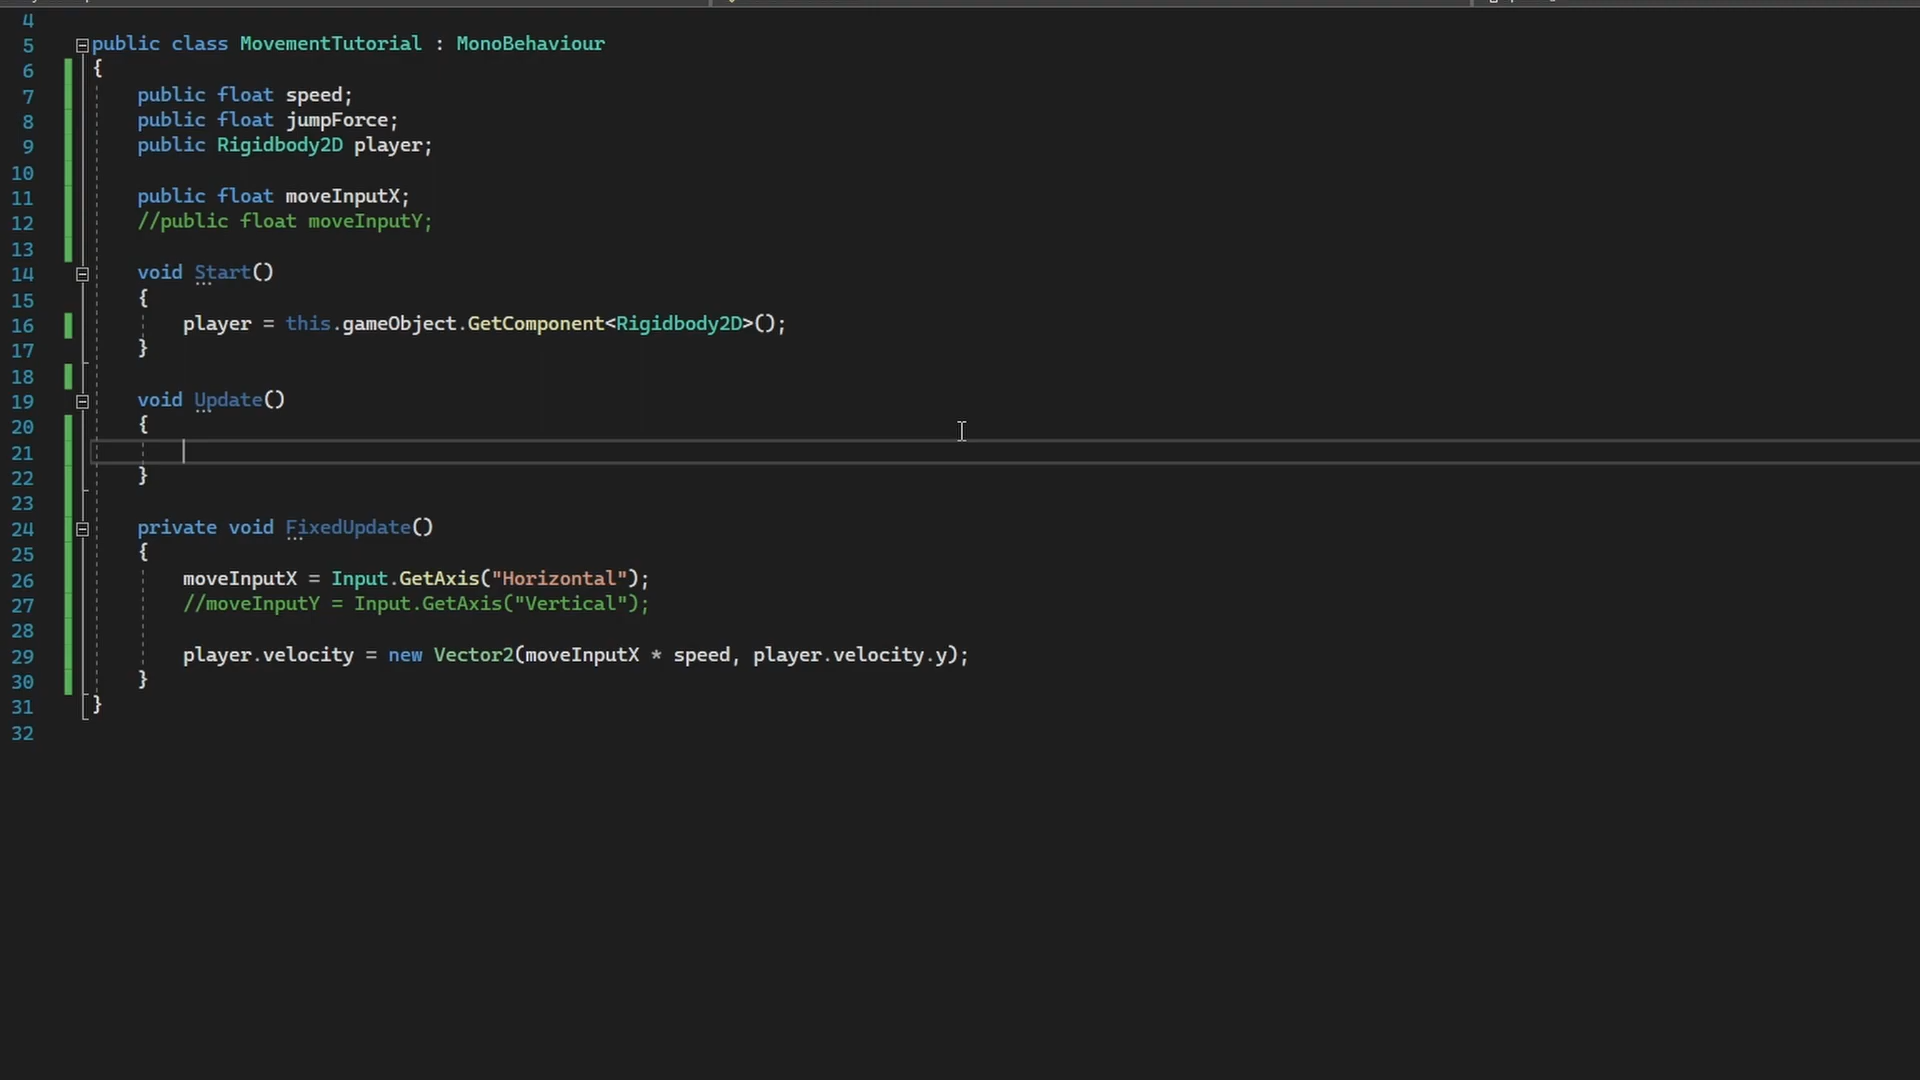 4
5 public class MovementTutorial : MonoBehaviour
6 {
7 public float speed;
8 public float jumpForce;
9 public Rigidbody2D player;
10
11 public float moveInputX;
12 //public float moveInputY;
13
14 void Start()
15 {
16 player = this.gameObject.GetComponent<Rigidbody2D>();
17 }
18
19 void Update()
20 {
21
22 }
23
24 private void FixedUpdate()
25 {
26 moveInputX = Input.GetAxis("Horizontal");
27 //moveInputY = Input.GetAxis("Vertical");
28
29 player.velocity = new Vector2(moveInputX * speed, player.velocity.y);
30 }
31 }
32